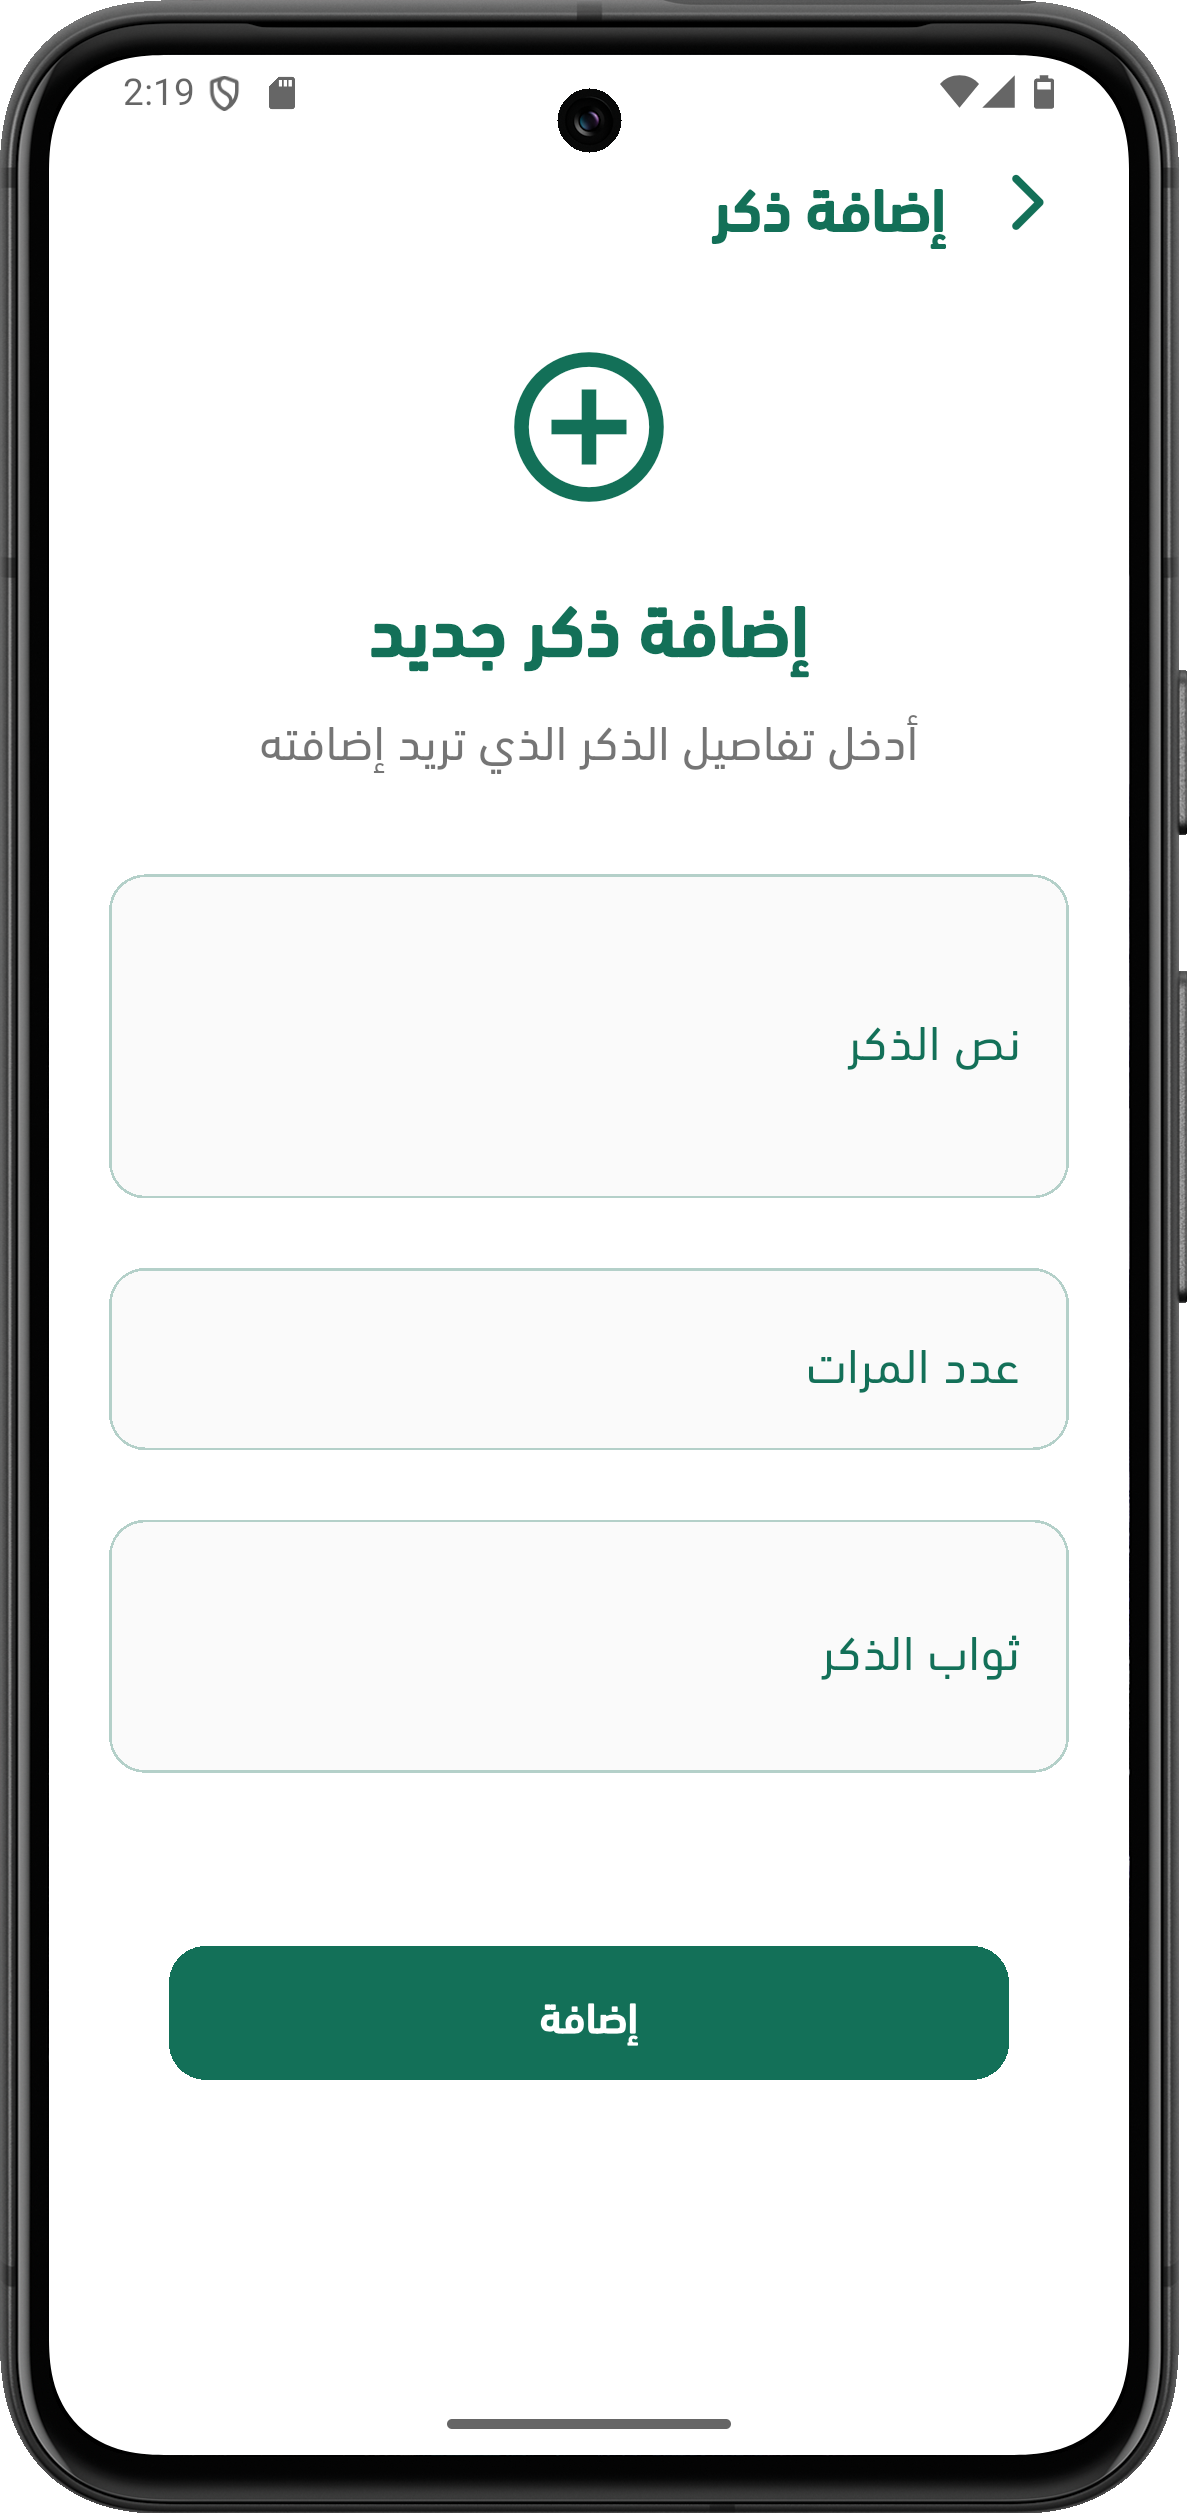 2:19
إضافة ذكر
إضافة ذكر جديد
أدخل تفاصيل الذكر الذي تريد إضافته
نص الذكر
عدد المرات
ثواب الذكر
إضافة